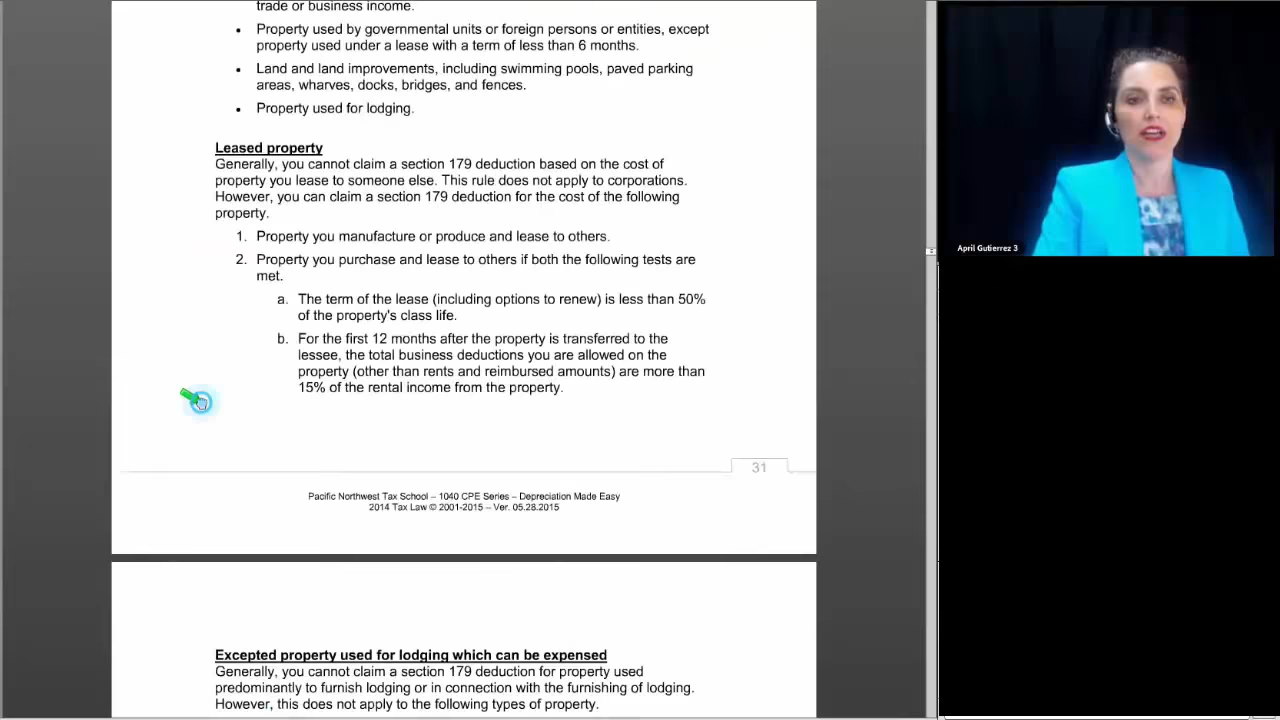 trade or business income.
• Property used by governmental units or foreign persons or entities, except
property used under a lease with a term of less than 6 months.
• Land and land improvements, including swimming pools, paved parking
areas, wharves, docks, bridges, and fences.
• Property used for lodging.
Leased property
Generally, you cannot claim a section 179 deduction based on the cost of
property you lease to someone else. This rule does not apply to corporations.
However, you can claim a section 179 deduction for the cost of the following
property.
1. Property you manufacture or produce and lease to others.
2. Property you purchase and lease to others if both the following tests are
met.
a. The term of the lease (including options to renew) is less than 50%
of the property's class life.
b. For the first 12 months after the property is transferred to the
lessee, the total business deductions you are allowed on the
property (other than rents and reimbursed amounts) are more than
15% of the rental income from the property.
31
Pacific Northwest Tax School – 1040 CPE Series – Depreciation Made Easy
2014 Tax Law © 2001-2015 – Ver. 05.28.2015
Excepted property used for lodging which can be expensed
Generally, you cannot claim a section 179 deduction for property used
predominantly to furnish lodging or in connection with the furnishing of lodging.
However, this does not apply to the following types of property.
April Gutierrez 3